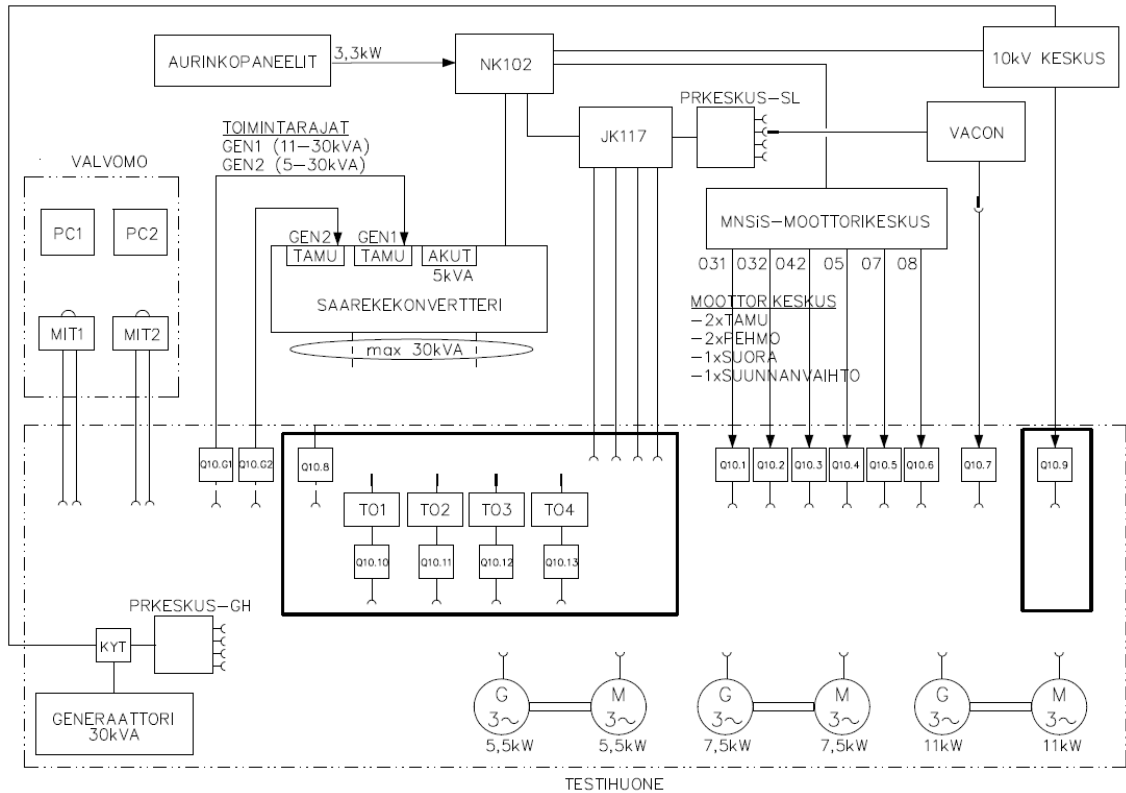 AURINKOPANEELIT
3,3kW
NK102
10kV KESKUS
PRKESKUS-SL
JK117
VACON
TOIMINTARAJAT
GEN1 (11-30kVA)
GEN2 (5-30kVA)
VALVOMO
PC1
PC2
MNSiS-MOOTTORIKESKUS
GEN2
GEN1
TAMU
TAMU
AKUT
5kVA
SAAREKEKONVERTTERI
031
032
042
05
07
08
MIT1
MIT2
max 30kVA
MOOTTORIKESKUS
-2xTAMU
-2xPEHMO
-1xSUORA
-1xSUUNNANVAIHTO
Q10.G1
Q10.G2
Q10.8
Q10.1
Q10.2
Q10.3
Q10.4
Q10.5
Q10.6
Q10.7
Q10.9
TO1
TO2
TO3
TO4
Q10.10
Q10.11
Q10.12
Q10.13
PRKESKUS-GH
KYT
GENERAATTORI
30kVA
G
3~
5,5kW
M
3~
5,5kW
G
3~
7,5kW
M
3~
7,5kW
G
3~
11kW
M
3~
11kW
TESTIHUONE